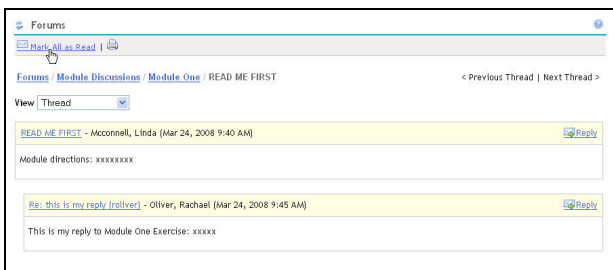 Forums
Mark All as Read |
Forums / Module Discussions / Module One / READ ME FIRST < Previous Thread | Next Thread >
View Thread
READ ME FIRST - Mcconnell, Linda (Mar 24, 2008 9:40 AM) Reply
Module directions: xxxxxxxx
Re: this is my reply (roliver) - Oliver, Rachael (Mar 24, 2008 9:45 AM) Reply
This is my reply to Module One Exercise: xxxxx